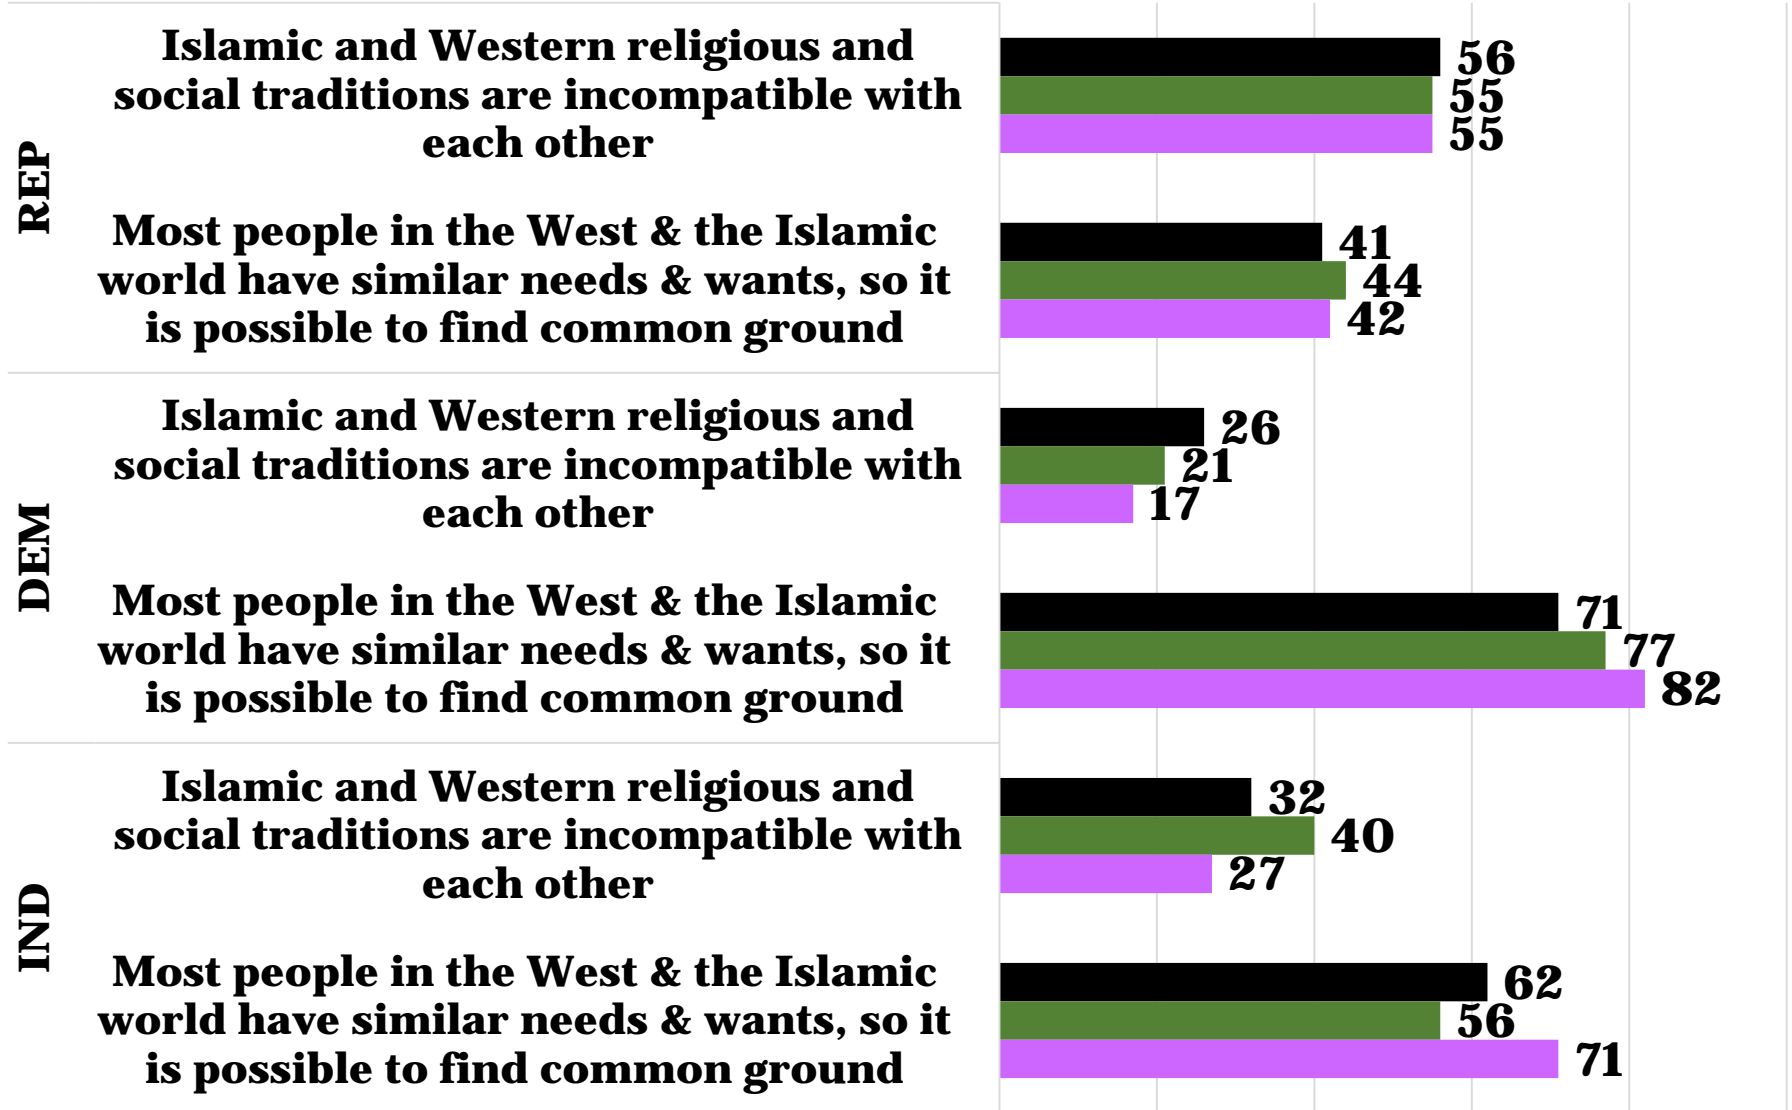 REP
Islamic and Western religious and
social traditions are incompatible with
each other
56
55
55
Most people in the West & the Islamic
world have similar needs & wants, so it
is possible to find common ground
41
44
42
DEM
Islamic and Western religious and
social traditions are incompatible with
each other
26
21
17
Most people in the West & the Islamic
world have similar needs & wants, so it
is possible to find common ground
71
77
82
IND
Islamic and Western religious and
social traditions are incompatible with
each other
32
40
27
Most people in the West & the Islamic
world have similar needs & wants, so it
is possible to find common ground
62
56
71